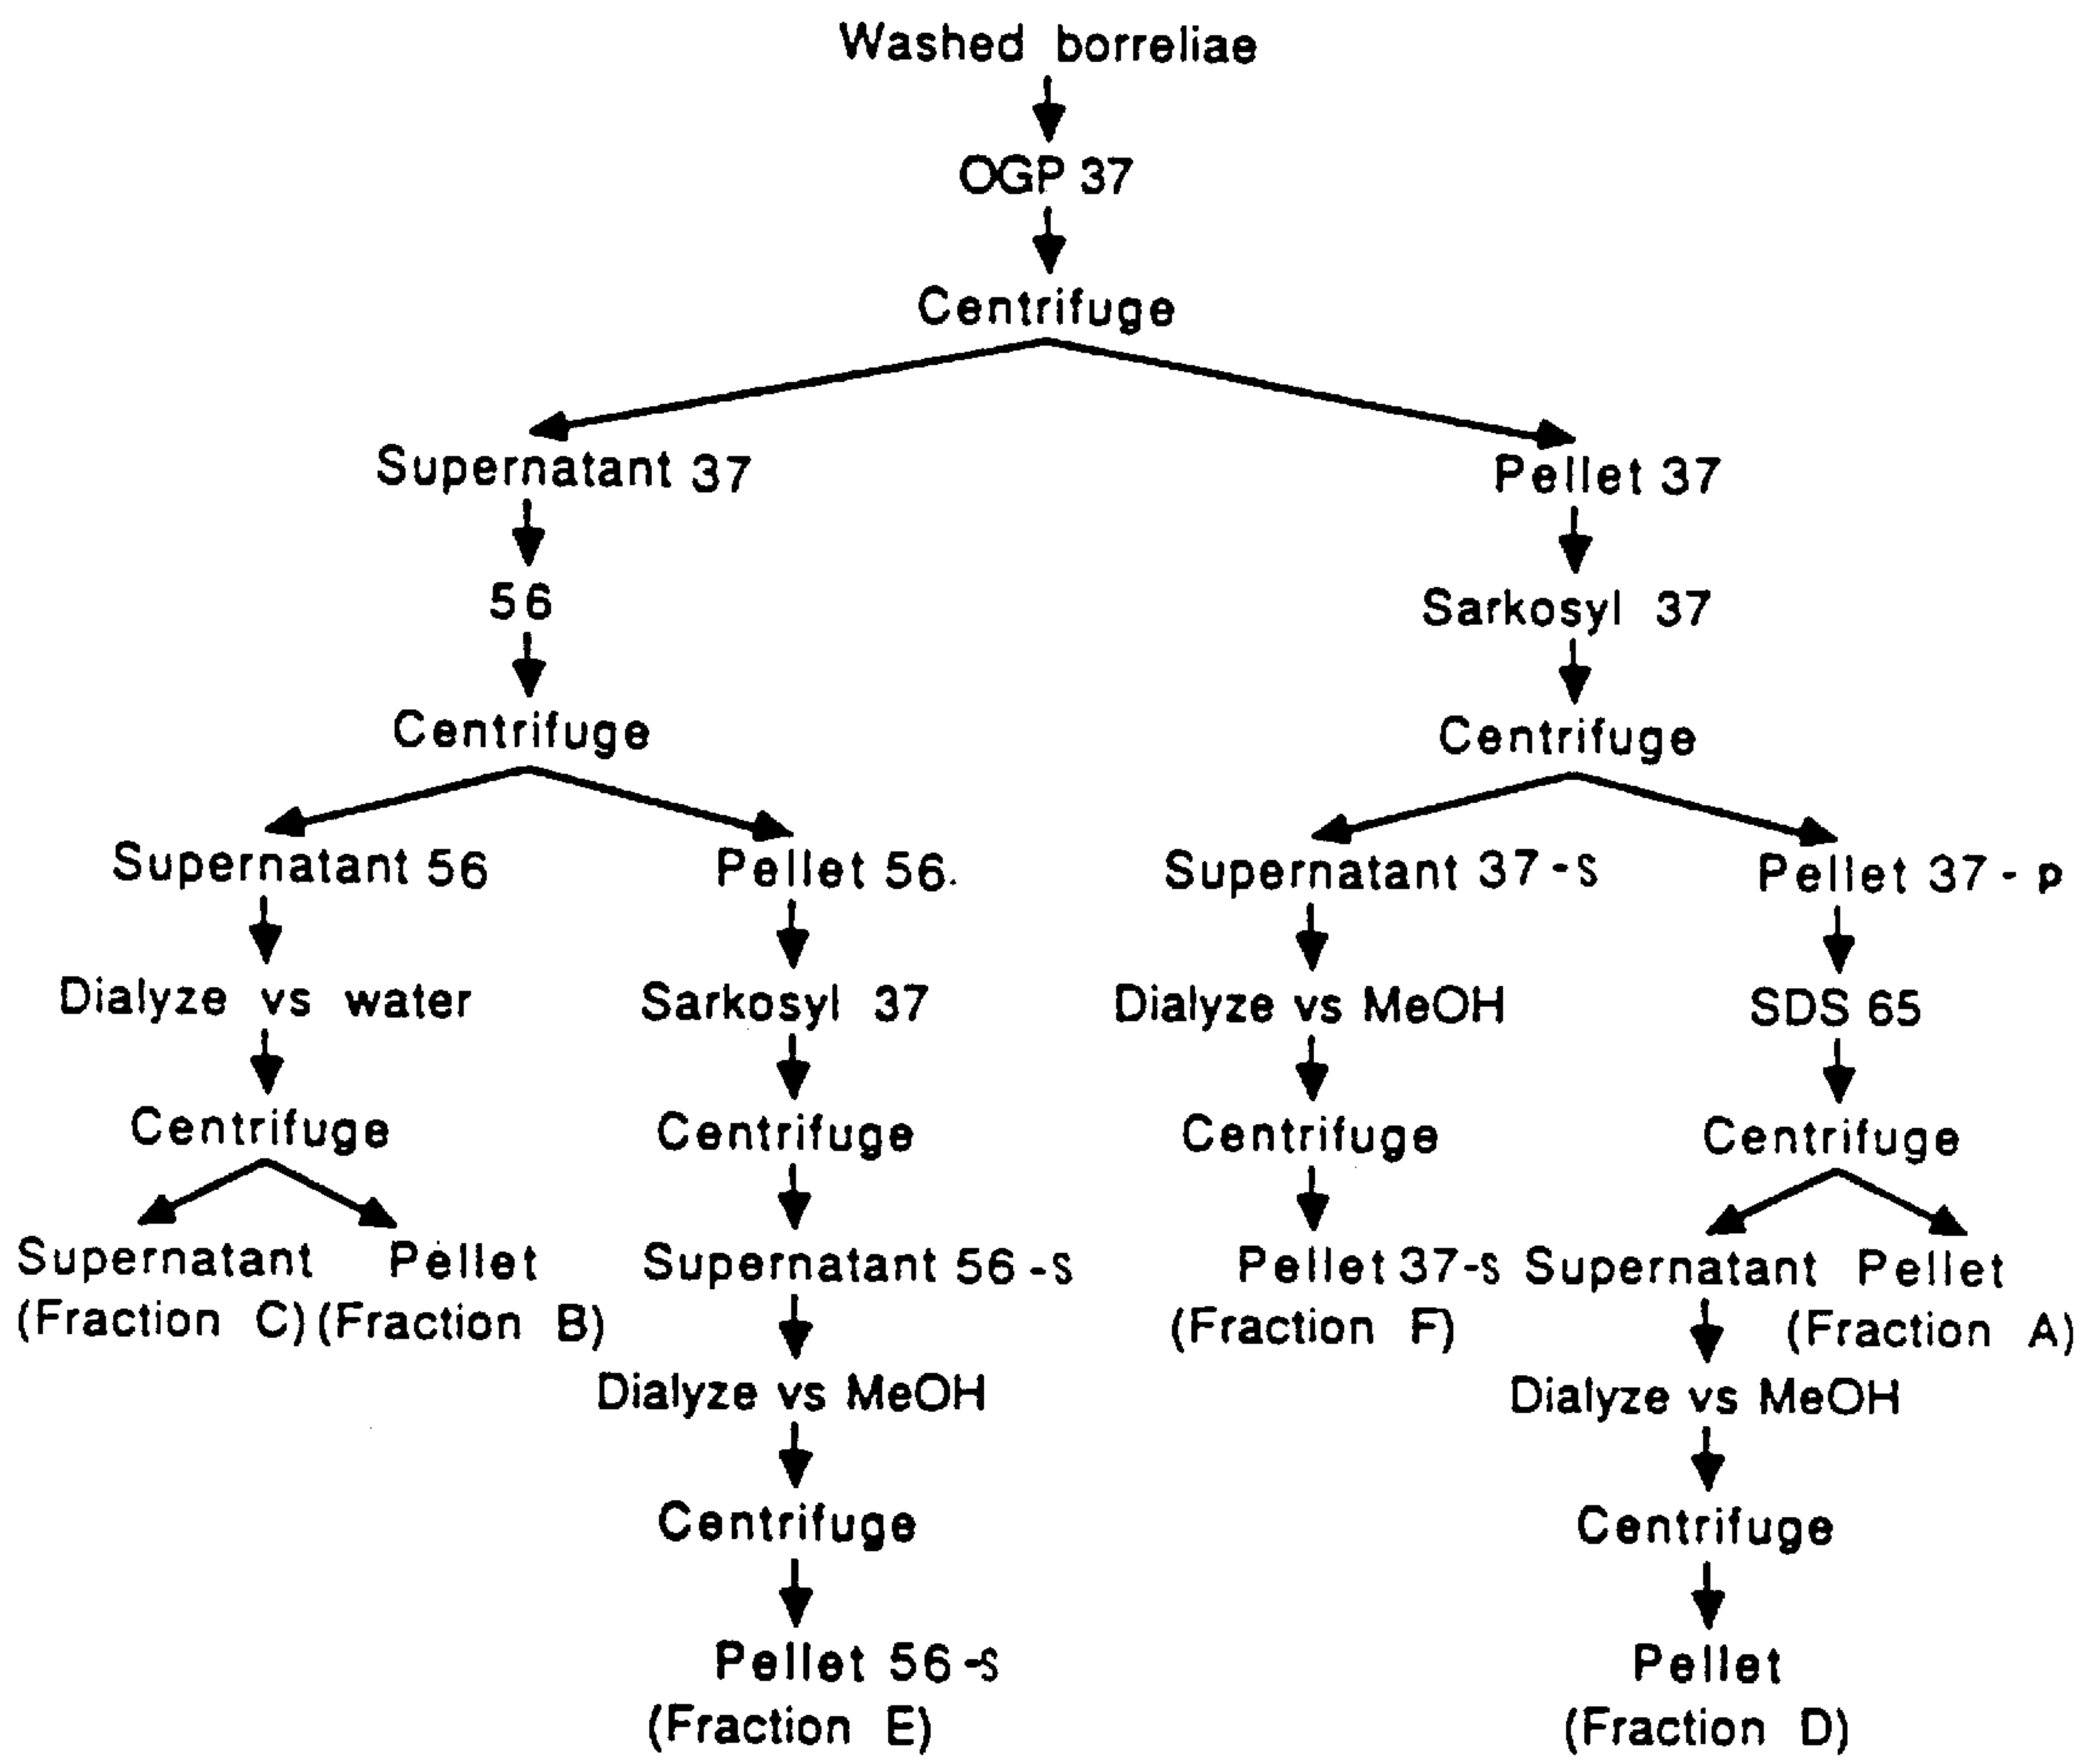 Washed borreliae
OGP 37
Centrifuge
Supernatant 37
Pellet 37
56
Sarkosyl 37
Centrifuge
Centrifuge
Supernatant 56
Pellet 56
Supernatant 37-S
Pellet 37 - p
Dialyze vs water
Sarkosyl 37
Dialyze vs MeOH
SDS 65
Centrifuge
Centrifuge
Centrifuge
Centrifuge
Supernatant
(Fraction C)
Pellet
(Fraction B)
Supernatant 56-S
Pellet 37-S
(Fraction F)
Supernatant
Pellet
(Fraction A)
Dialyze vs MeOH
Dialyze vs MeOH
Centrifuge
Centrifuge
Pellet 56-S
(Fraction E)
Pellet
(Fraction D)